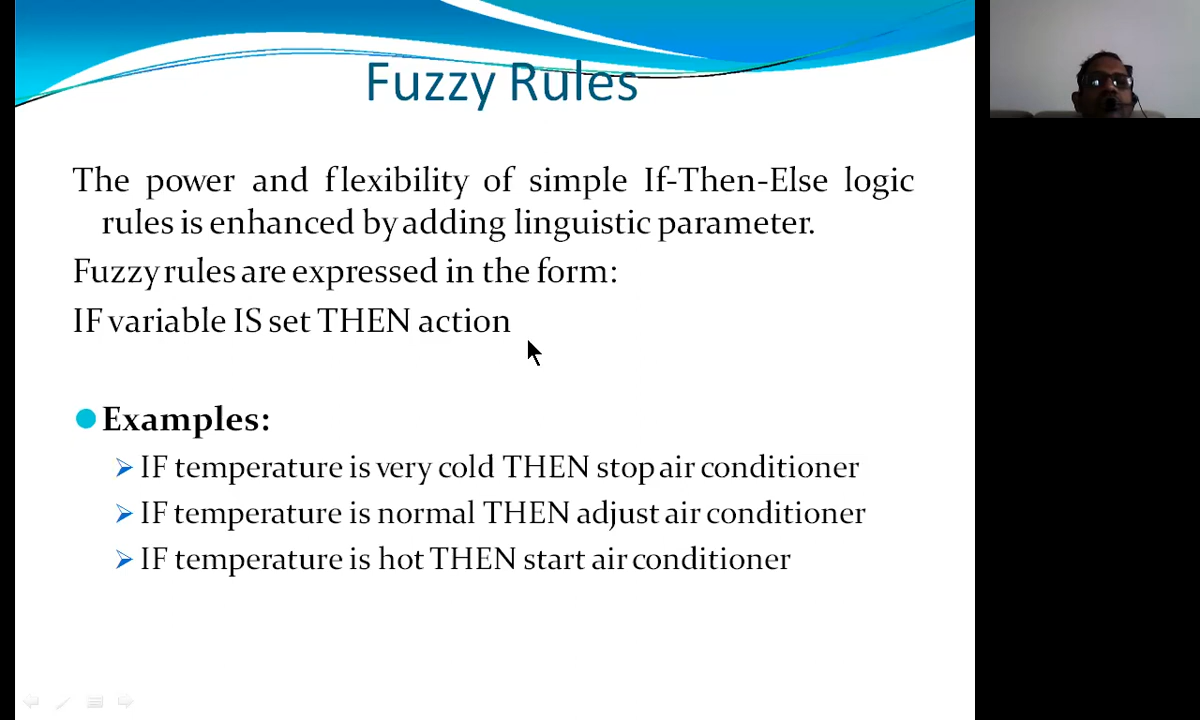 Fuzzy Rules
The power and flexibility of simple If-Then-Else logic
rules is enhanced by adding linguistic parameter.
Fuzzy rules are expressed in the form:
IF variable IS set THEN action
Examples:
IF temperature is very cold THEN stop air conditioner
IF temperature is normal THEN adjust air conditioner
IF temperature is hot THEN start air conditioner